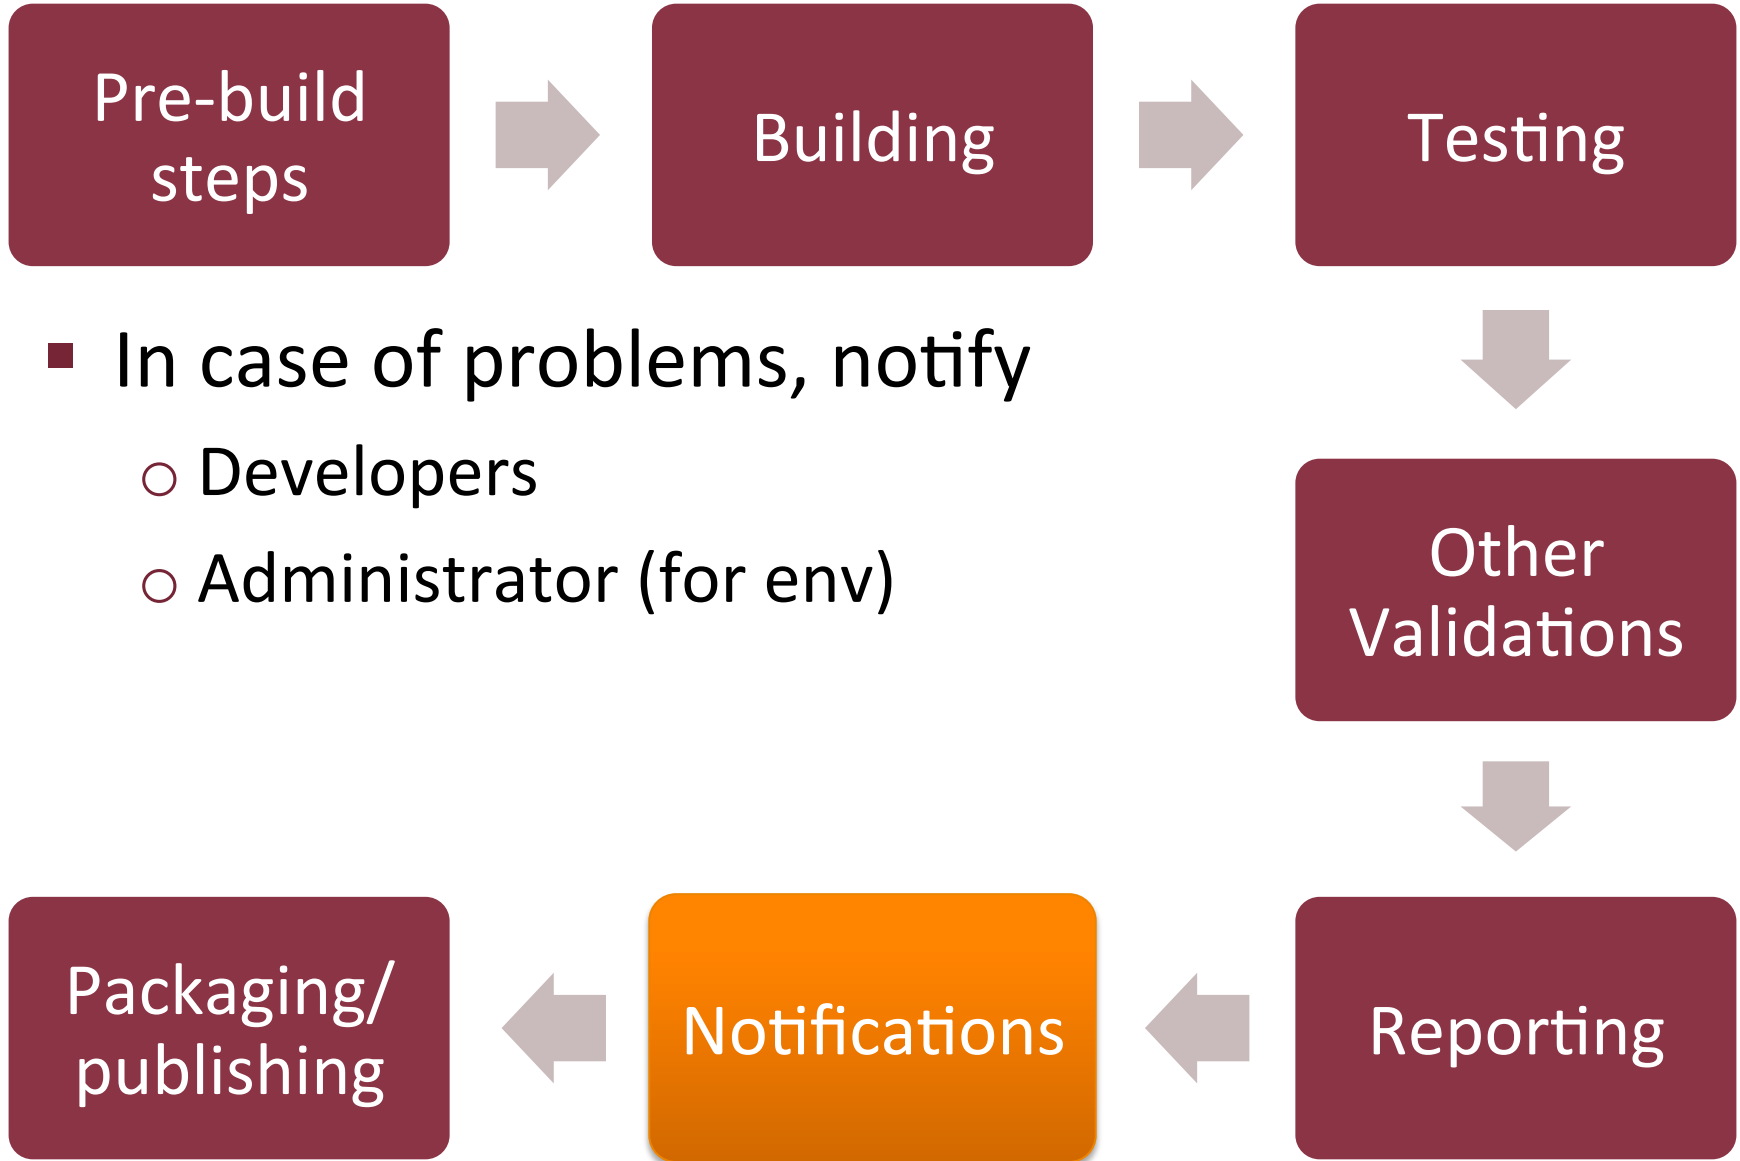 Pre-build
steps
Building
Testing
In case of problems, notify
Developers
Administrator (for env)
Other
Validations
Reporting
Notifications
Packaging/
publishing